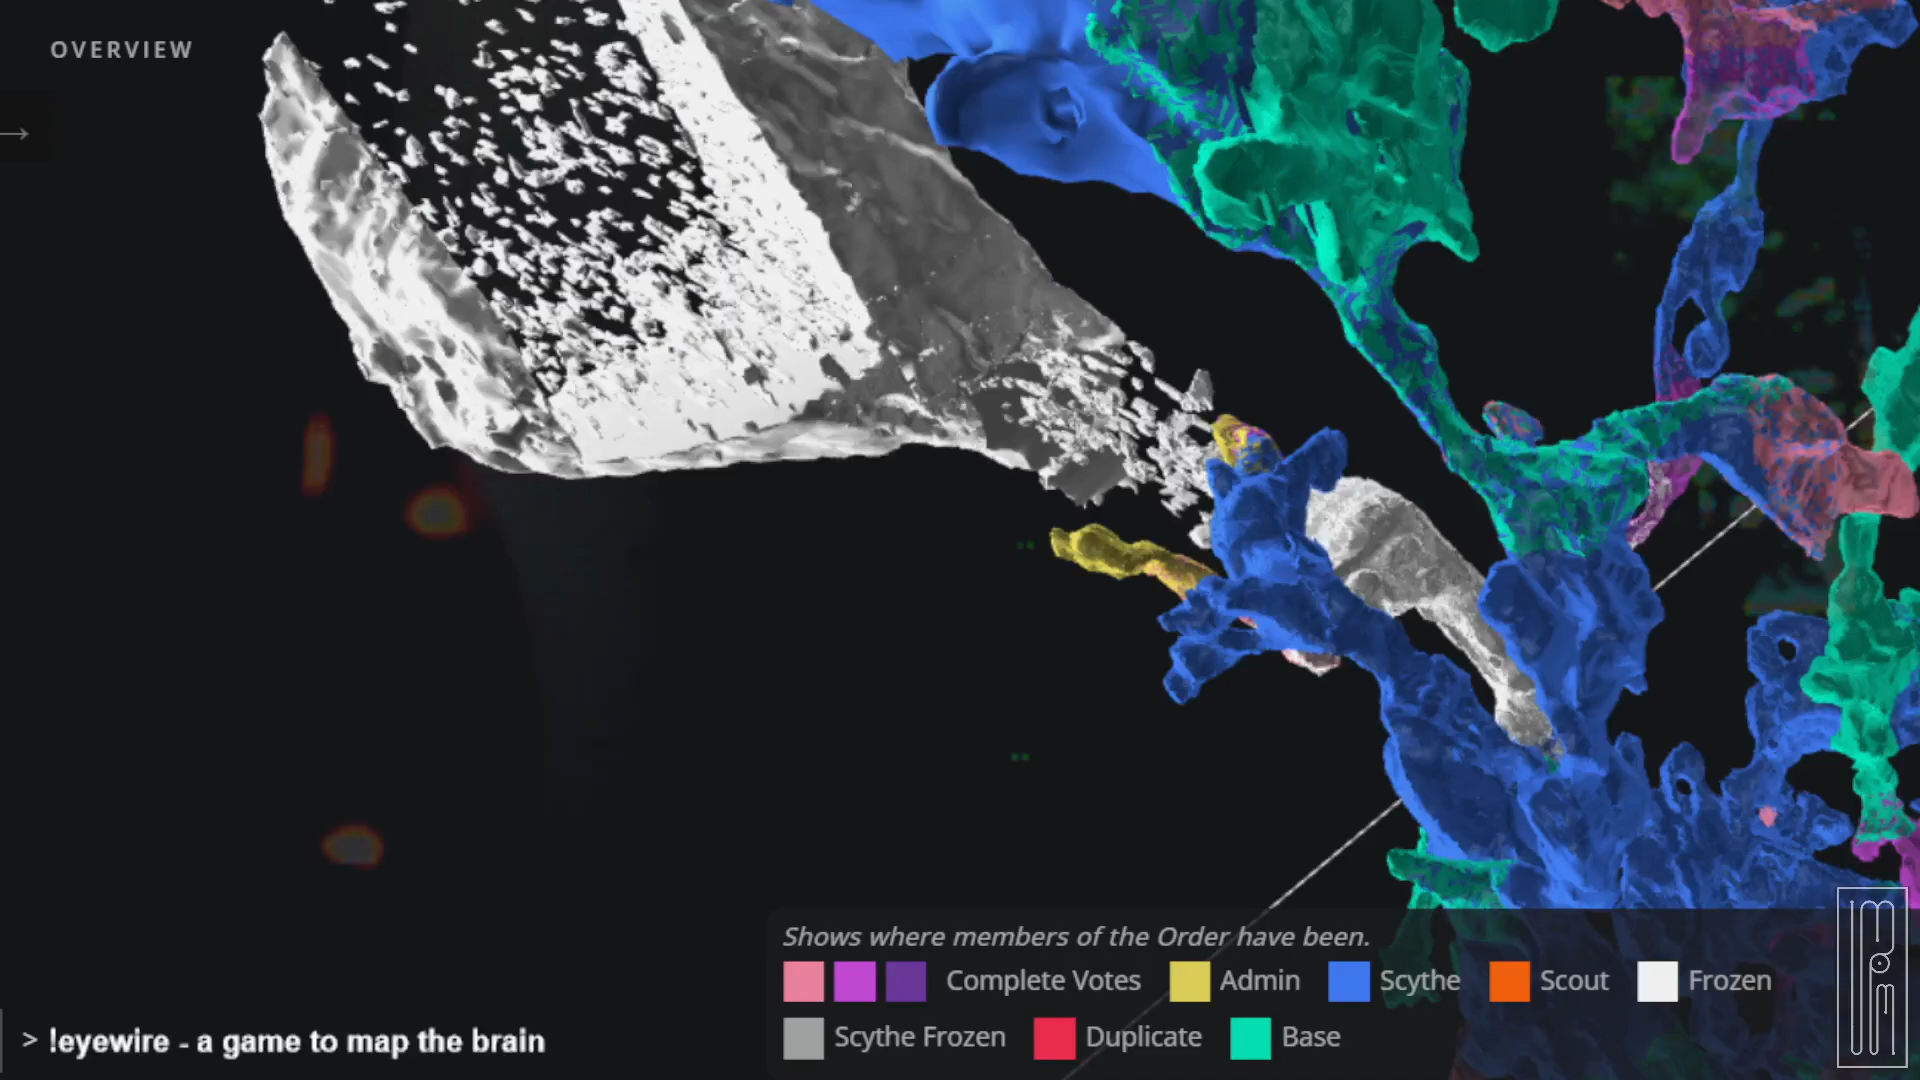 OVERVIEW
→
Shows where members of the Order have been.
Complete Votes Admin Scythe Scout Frozen
Scythe Frozen Duplicate Base
> !eyewire - a game to map the brain